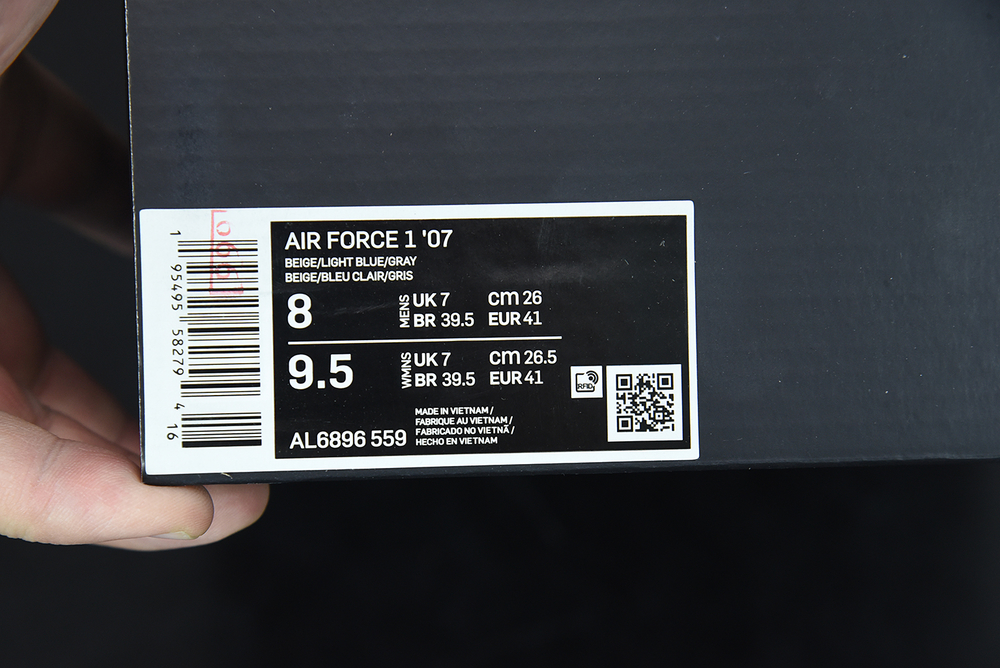 AIR FORCE 1 '07
BEIGE/LIGHT BLUE/GRAY
BEIGE/BLEU CLAIR/GRIS
8
MENS
UK 7 cm 26
BR 39.5 EUR 41
9.5
WMNS
UK 7 cm 26.5
BR 39.5 EUR 41
RFID
AL6896 559
MADE IN VIETNAM /
FABRIQUE AU VIETNAM /
FABRICADO NO VIETNÃ /
HECHO EN VIETNAM
1 95495 58279 4 16